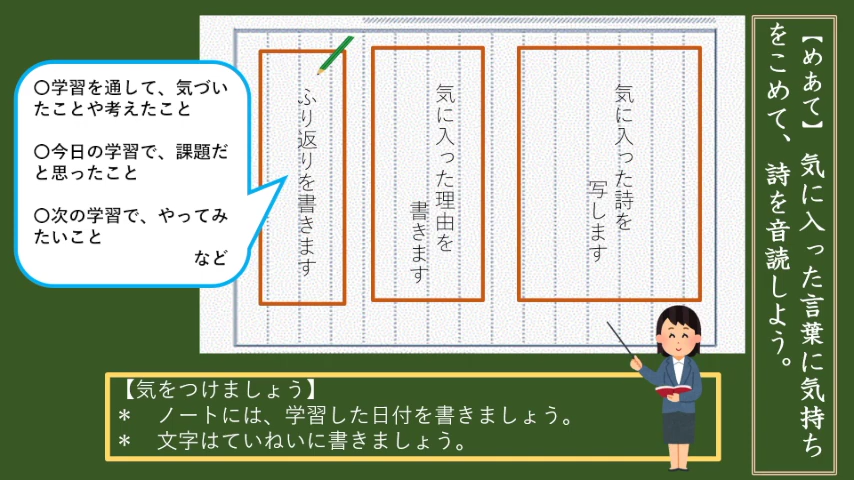 【めあて】気に入った言葉に気持ち
をこめて、詩を音読しよう。
気に入った詩を
写します
気に入った理由を
書きます
ふり返りを書きます
〇学習を通して、気づい
たことや考えたこと
〇今日の学習で、課題だ
と思ったこと
〇次の学習で、やってみ
たいこと
など
【気をつけましょう】
＊　ノートには、学習した日付を書きましょう。
＊　文字はていねいに書きましょう。